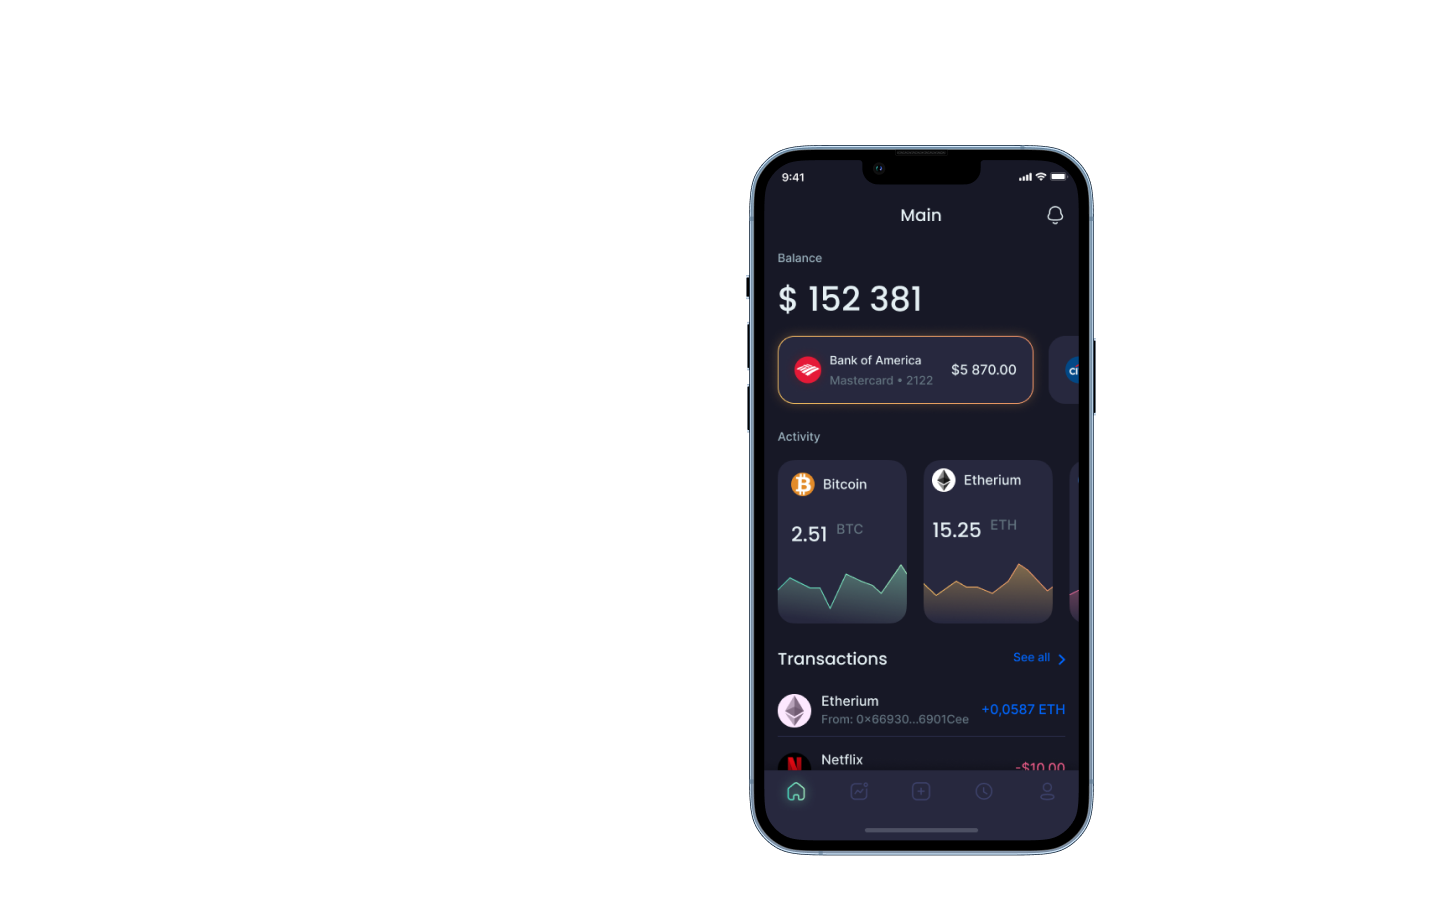 9:41
Main
Balance
$ 152 381
Bank of America
Mastercard • 2122
$5 870.00
Activity
Bitcoin
2.51 BTC
Etherium
15.25 ETH
Transactions
See all
Etherium
From: 0×66930...6901Cee
+0,0587 ETH
Netflix
-$10.00